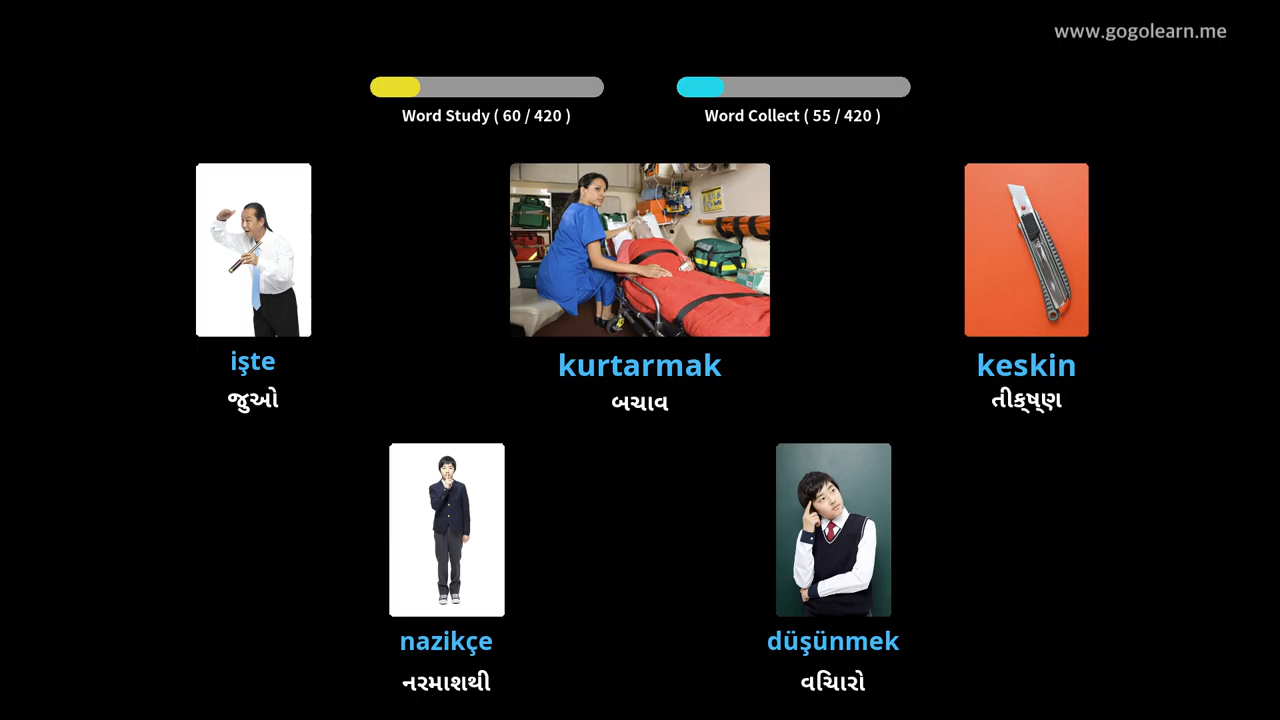 www.gogolearn.me
Word Study ( 60 / 420 )
Word Collect ( 55 / 420 )
işte
જુઓ
kurtarmak
બચાવ
keskin
તીક્ષ્ણ
nazikçe
નરમાશથી
düşünmek
વિચારો